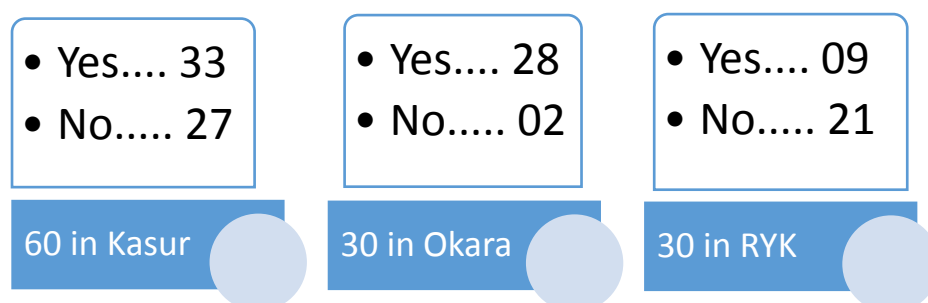 • Yes.... 33
• No..... 27
60 in Kasur
• Yes.... 28
• No..... 02
30 in Okara
• Yes.... 09
• No..... 21
30 in RYK